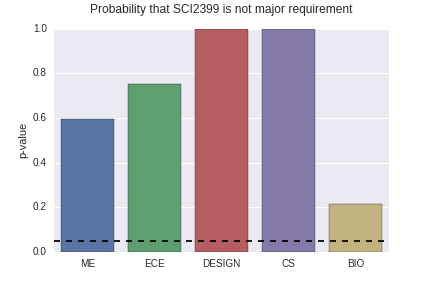 Probability that SCI2399 is not major requirement
1.0
0.8
0.6
0.4
0.2
0.0
p-value
ME ECE DESIGN CS BIO